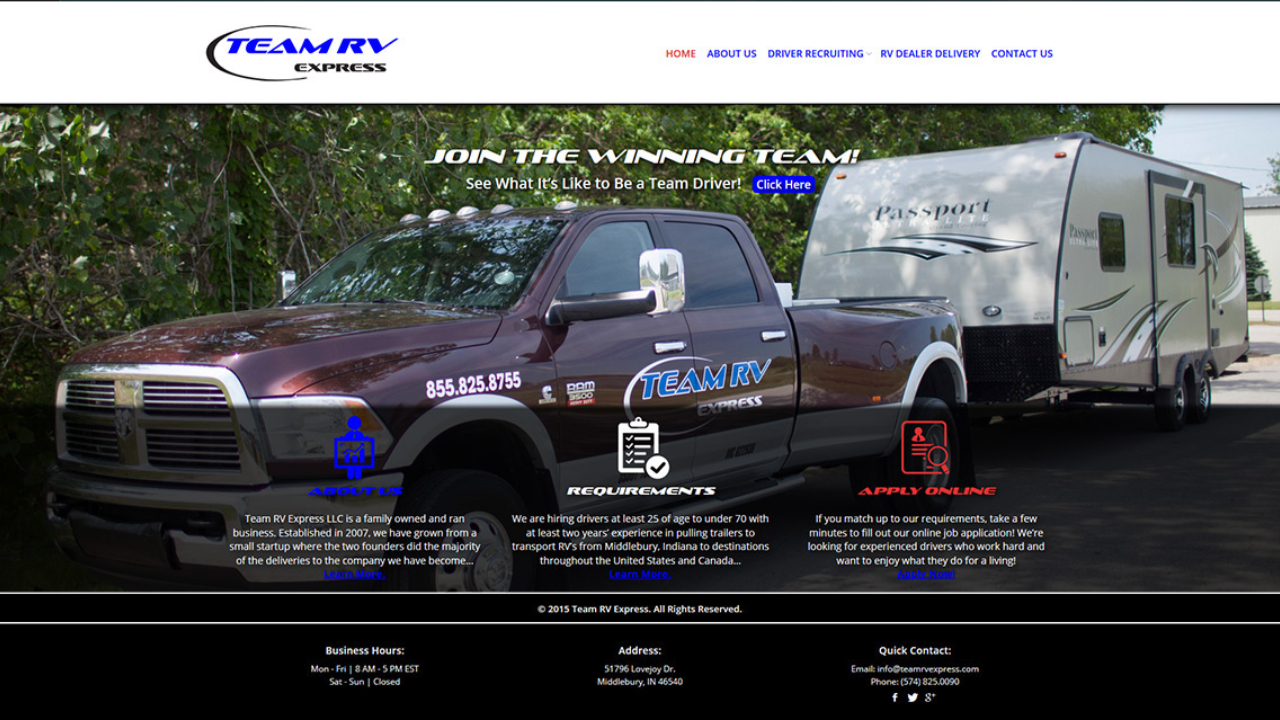 TEAM RV
EXPRESS
HOME ABOUT US DRIVER RECRUITING RV DEALER DELIVERY CONTACT US
JOIN THE WINNING TEAM!
See What It's Like to Be a Team Driver! Click Here
Passport
Passport
855.825.8755
RAM
3500
HEAVY DUTY
TEAM RV
EXPRESS
ABOUT US
Team RV Express LLC is a family owned and ran
business. Established in 2007, we have grown from a
small startup where the two founders did the majority
of the deliveries to the company we have become...
Learn More.
REQUIREMENTS
We are hiring drivers at least 25 of age to under 70 with
at least two years' experience in pulling trailers to
transport RV's from Middlebury, Indiana to destinations
throughout the United States and Canada...
Learn More.
APPLY ONLINE
If you match up to our requirements, take a few
minutes to fill out our online job application! We're
looking for experienced drivers who work hard and
want to enjoy what they do for a living!
Apply Now!
© 2015 Team RV Express. All Rights Reserved.
Business Hours:
Mon - Fri | 8 AM - 5 PM EST
Sat - Sun | Closed
Address:
51796 Lovejoy Dr.
Middlebury, IN 46540
Quick Contact:
Email: info@teamrvexpress.com
Phone: (574) 825.0090